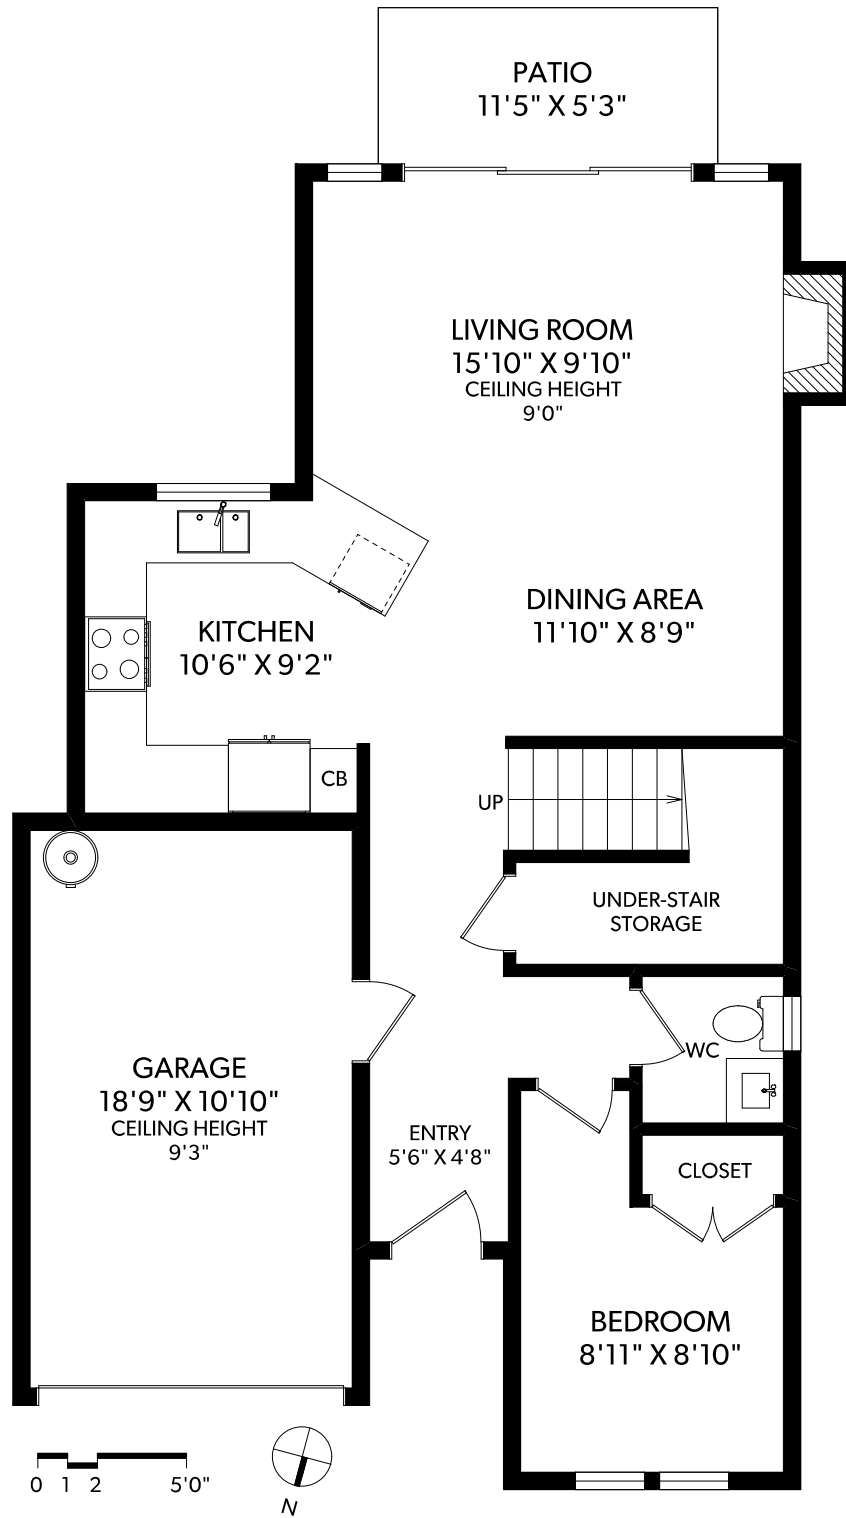 PATIO
11'5" X 5'3"
LIVING ROOM
15'10" X 9'10"
CEILING HEIGHT
9'0"
DINING AREA
11'10" X 8'9"
KITCHEN
10'6" X 9'2"
CB
UP
UNDER-STAIR
STORAGE
WC
GARAGE
18'9" X 10'10"
CEILING HEIGHT
9'3"
ENTRY
5'6" X 4'8"
CLOSET
BEDROOM
8'11" X 8'10"
0 1 2 5'0"
N